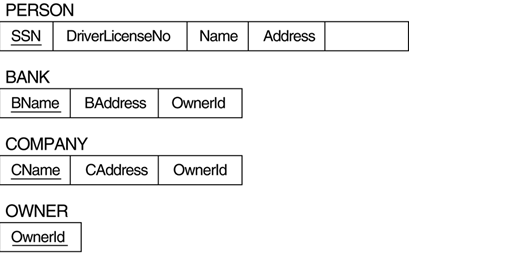 PERSON
SSN DriverLicenseNo Name Address
BANK
BName BAddress OwnerId
COMPANY
CName CAddress OwnerId
OWNER
OwnerId